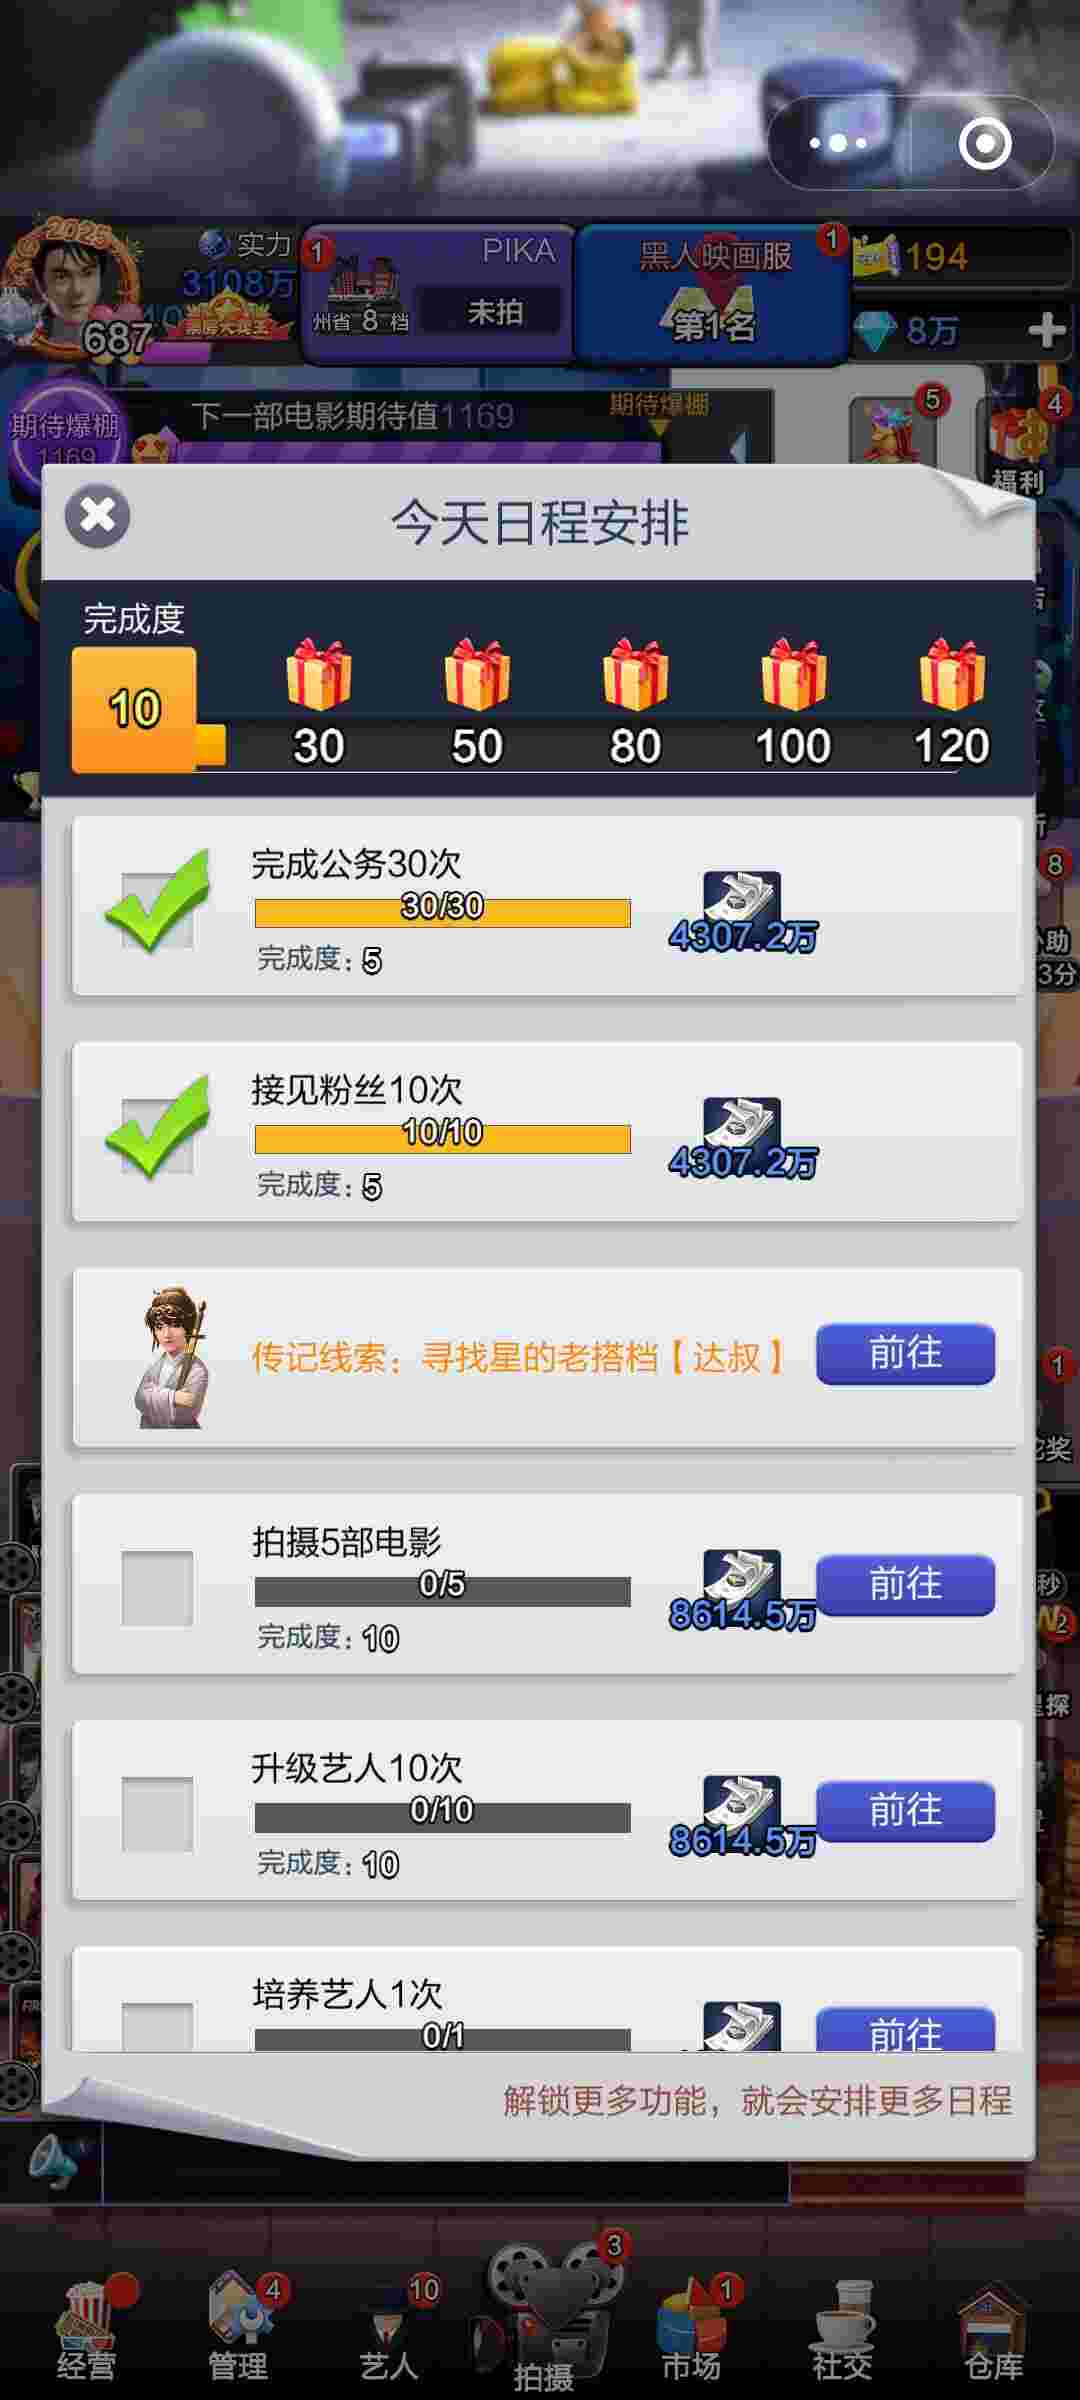 2025
实力
3108万
687
票房大赛王
1
PIKA
州省 8 档
未拍
黑人映画服
第1名
1
194
8万
期待爆棚
1169
下一部电影期待值1169
期待爆棚
5
4
福利
今天日程安排
完成度
10
30
50
80
100
120
完成公务30次
30/30
完成度: 5
4307.2万
接见粉丝10次
10/10
完成度: 5
4307.2万
传记线索：寻找星的老搭档【达叔】
前往
拍摄5部电影
0/5
完成度: 10
8614.5万
前往
升级艺人10次
0/10
完成度: 10
8614.5万
前往
培养艺人1次
0/1
前往
解锁更多功能，就会安排更多日程
8
助
3分
1
奖
秒
2
探
经营
4
管理
10
艺人
3
拍摄
1
市场
社交
仓库